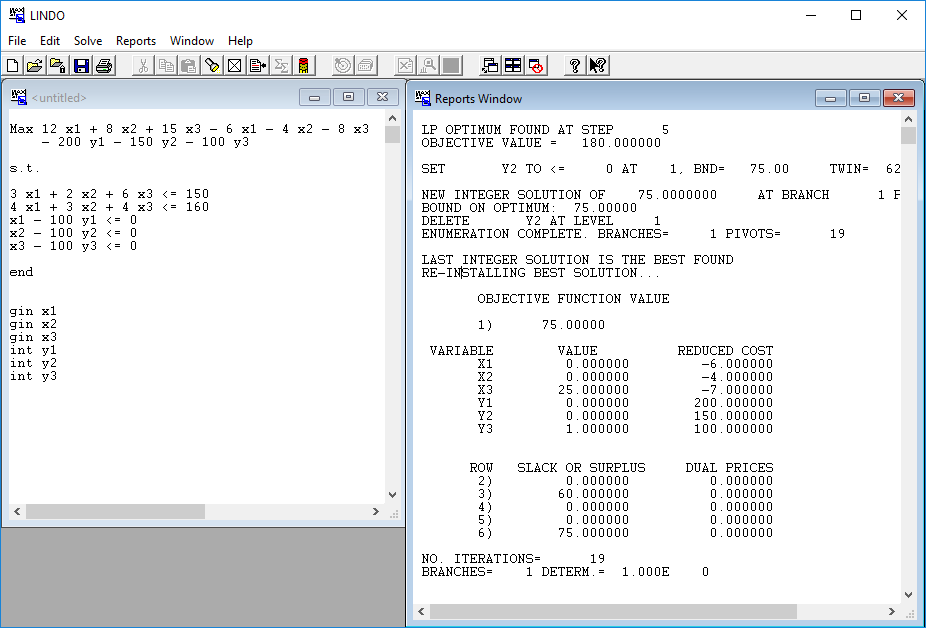 LINDO
File Edit Solve Reports Window Help
<untitled>
Max 12 x1 + 8 x2 + 15 x3 - 6 x1 - 4 x2 - 8 x3
- 200 y1 - 150 y2 - 100 y3
s.t.
3 x1 + 2 x2 + 6 x3 <= 150
4 x1 + 3 x2 + 4 x3 <= 160
x1 - 100 y1 <= 0
x2 - 100 y2 <= 0
x3 - 100 y3 <= 0
end
gin x1
gin x2
gin x3
int y1
int y2
int y3
Reports Window
LP OPTIMUM FOUND AT STEP 5
OBJECTIVE VALUE = 180.000000
SET Y2 TO <= 0 AT 1, BND= 75.00 TWIN= 62
NEW INTEGER SOLUTION OF 75.0000000 AT BRANCH 1 P
BOUND ON OPTIMUM: 75.00000
DELETE Y2 AT LEVEL 1
ENUMERATION COMPLETE. BRANCHES= 1 PIVOTS= 19
LAST INTEGER SOLUTION IS THE BEST FOUND
RE-INSTALLING BEST SOLUTION...
OBJECTIVE FUNCTION VALUE
1) 75.00000
VARIABLE VALUE REDUCED COST
X1 0.000000 -6.000000
X2 0.000000 -4.000000
X3 25.000000 -7.000000
Y1 0.000000 200.000000
Y2 0.000000 150.000000
Y3 1.000000 100.000000
ROW SLACK OR SURPLUS DUAL PRICES
2) 0.000000 0.000000
3) 60.000000 0.000000
4) 0.000000 0.000000
5) 0.000000 0.000000
6) 75.000000 0.000000
NO. ITERATIONS= 19
BRANCHES= 1 DETERM.= 1.000E 0